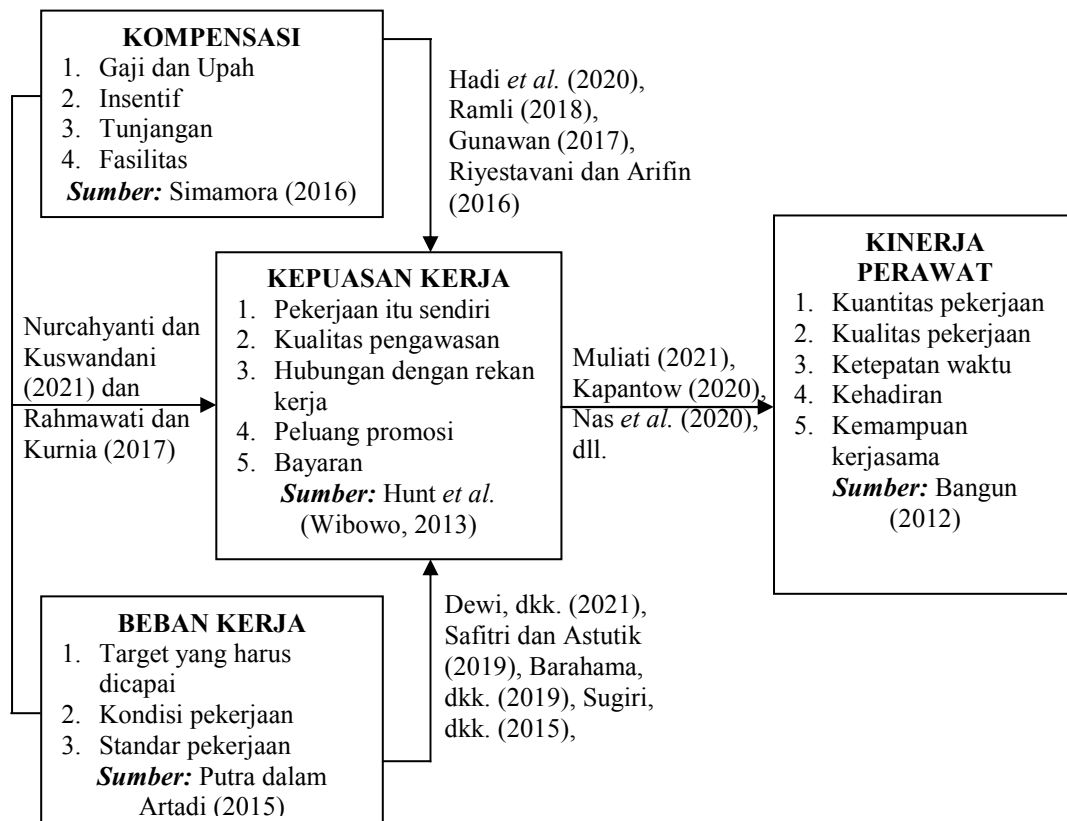 KOMPENSASI
1. Gaji dan Upah
2. Insentif
3. Tunjangan
4. Fasilitas
Sumber: Simamora (2016)
Hadi et al. (2020),
Ramli (2018),
Gunawan (2017),
Riyestavani dan Arifin
(2016)
Nurcahyanti dan
Kuswandani
(2021) dan
Rahmawati dan
Kurnia (2017)
KEPUASAN KERJA
1. Pekerjaan itu sendiri
2. Kualitas pengawasan
3. Hubungan dengan rekan
kerja
4. Peluang promosi
5. Bayaran
Sumber: Hunt et al.
(Wibowo, 2013)
Muliati (2021),
Kapantow (2020),
Nas et al. (2020),
dll.
KINERJA
PERAWAT
1. Kuantitas pekerjaan
2. Kualitas pekerjaan
3. Ketepatan waktu
4. Kehadiran
5. Kemampuan
kerjasama
Sumber: Bangun
(2012)
BEBAN KERJA
1. Target yang harus
dicapai
2. Kondisi pekerjaan
3. Standar pekerjaan
Sumber: Putra dalam
Artadi (2015)
Dewi, dkk. (2021),
Safitri dan Astutik
(2019), Barahama,
dkk. (2019), Sugiri,
dkk. (2015),